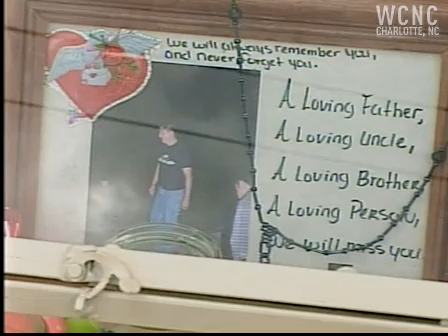 WCNC
CHARLOTTE, NC
We will always remember you,
and never forget you.
A Loving Father,
A Loving Uncle,
A Loving Brother,
A Loving Person,
We will miss you